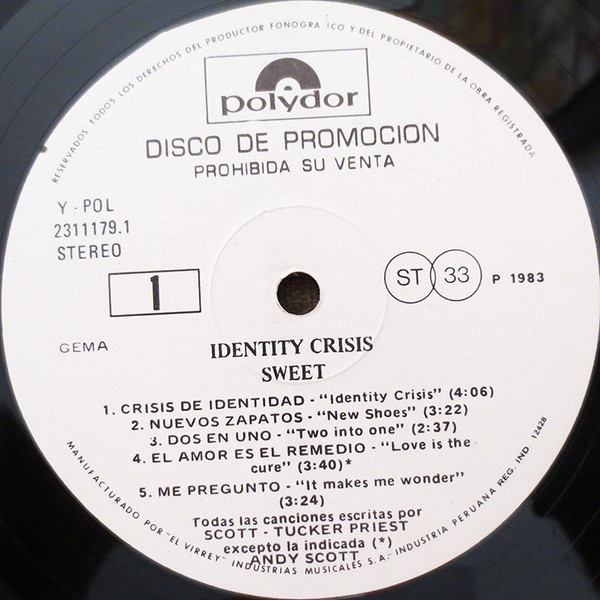 RESERVADOS TODOS LOS DERECHOS DEL PRODUCTOR FONOGRA ICO Y DEL PROPIETARIO DE LA OBRA REGISTRADA
polydor
DISCO DE PROMOCION
PROHIBIDA SU VENTA
Y - POL
2311179.1
STEREO
1
ST 33
P 1983
GEMA
IDENTITY CRISIS
SWEET
1. CRISIS DE IDENTIDAD - "Identity Crisis" (4:06)
2. NUEVOS ZAPATOS - "New Shoes" (3:22)
3. DOS EN UNO - "Two into one" (2:37)
4. EL AMOR ES EL REMEDIO - "Love is the
cure" (3:40)*
5. ME PREGUNTO - "It makes me wonder"
(3:24)
Todas las canciones escritas por
SCOTT - TUCKER PRIEST
excepto la indicada (*)
ANDY SCOTT
MANUFACTURADO POR "EL VIRREY" INDUSTRIAS MUSICALES S.A. INDUSTRIA PERUANA REG. IND 12428